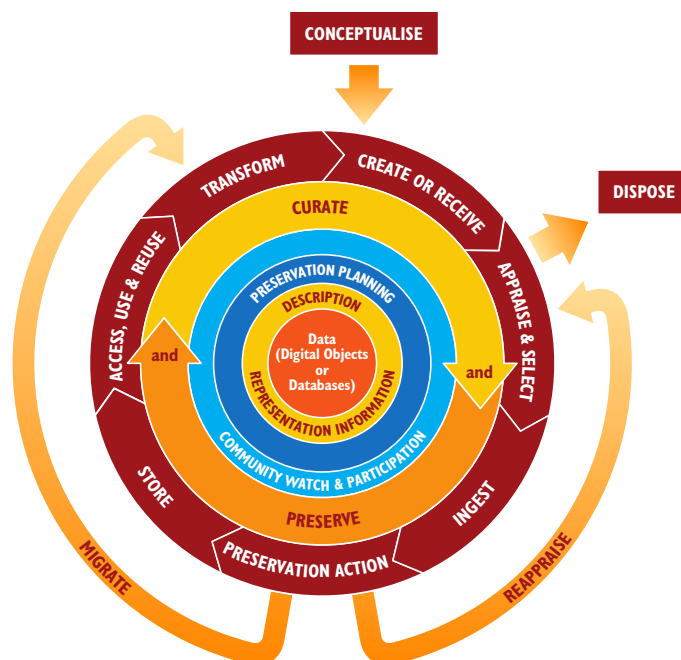 CONCEPTUALISE
DISPOSE
TRANSFORM
CREATE OR RECEIVE
APPRAISE & SELECT
INGEST
PRESERVATION ACTION
STORE
ACCESS, USE & REUSE
CURATE
and
PRESERVE
and
PRESERVATION PLANNING
COMMUNITY WATCH & PARTICIPATION
DESCRIPTION
REPRESENTATION INFORMATION
Data
(Digital Objects
or
Databases)
MIGRATE
REAPPRAISE